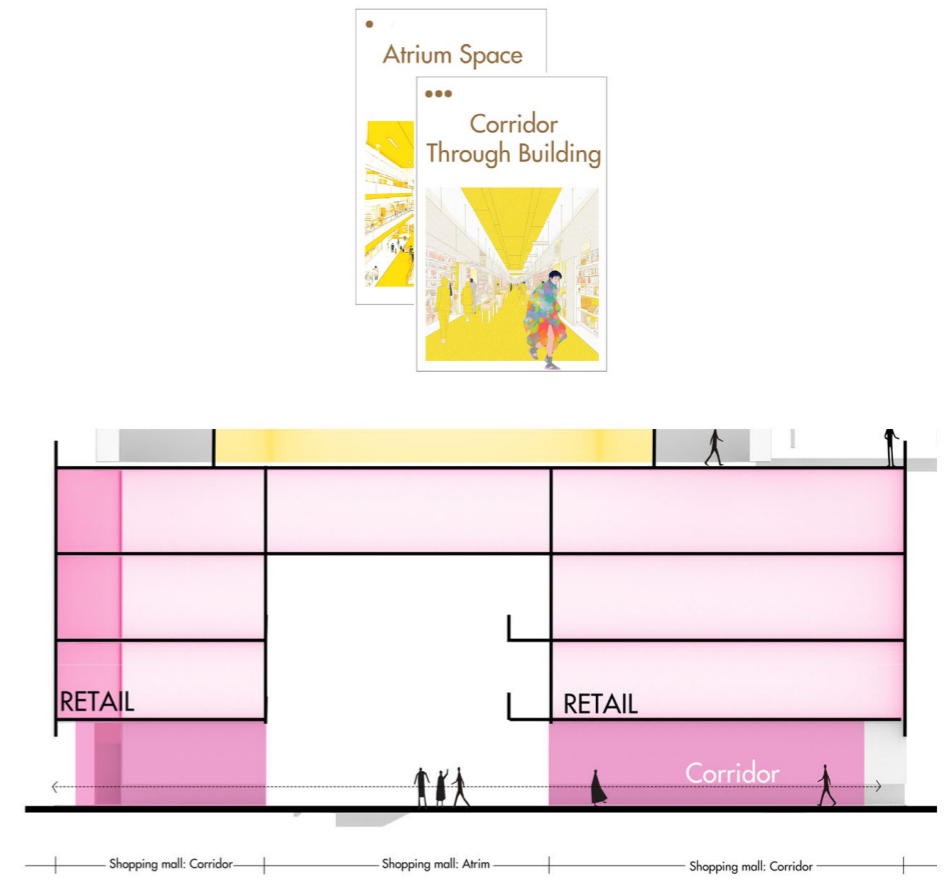 Atrium Space
Corridor
Through Building
RETAIL
RETAIL
Corridor
Shopping mall: Corridor
Shopping mall: Atrim
Shopping mall: Corridor